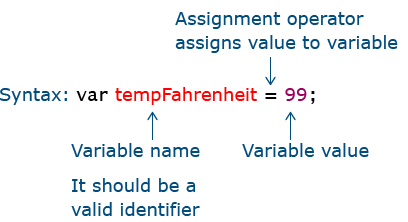 Assignment operator
assigns value to variable
Syntax: var tempFahrenheit = 99;
Variable name
Variable value
It should be a
valid identifier